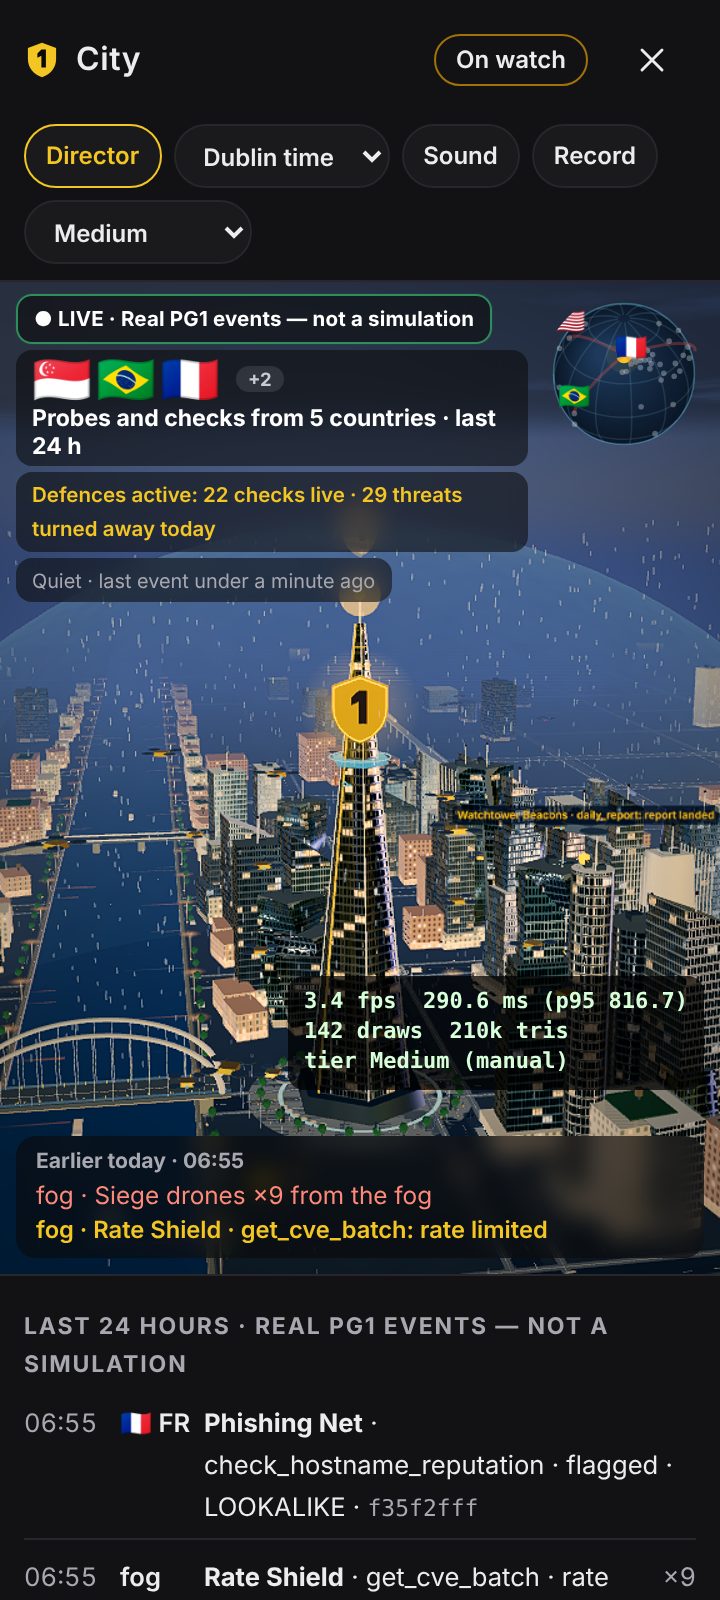 1 City On watch
Director Dublin time Sound Record
Medium
LIVE · Real PG1 events — not a simulation
+2
Probes and checks from 5 countries · last
24 h
Defences active: 22 checks live · 29 threats
turned away today
Quiet · last event under a minute ago
1
Watchtower Beacons · daily_report: report landed
3.4 fps 290.6 ms (p95 816.7)
142 draws 210k tris
tier Medium (manual)
Earlier today · 06:55
fog · Siege drones ×9 from the fog
fog · Rate Shield · get_cve_batch: rate limited
LAST 24 HOURS · REAL PG1 EVENTS — NOT A
SIMULATION
06:55 FR Phishing Net ·
check_hostname_reputation · flagged ·
LOOKALIKE · f35f2fff
06:55 fog Rate Shield · get_cve_batch · rate ×9